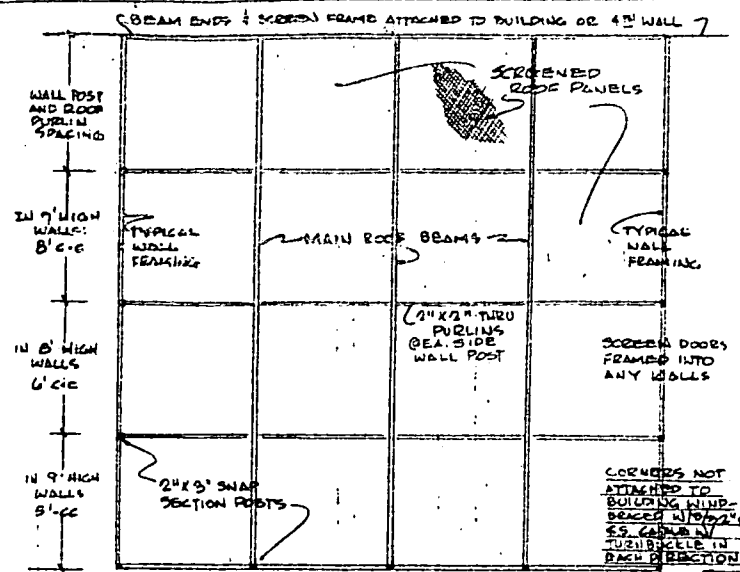 BEAM ENDS & SCREEN FRAME ATTACHED TO BUILDING OR 4TH WALL
SCREENED
ROOF PANELS
WALL POST
AND ROOF
PURLIN
SPACING
IN 7' HIGH
WALLS:
8' C-C
TYPICAL
WALL
FRAMING
MAIN ROOF BEAMS
TYPICAL
WALL
FRAMING
2" X 2" THRU
PURLINS
@ EA. SIDE
WALL POST
IN 8' HIGH
WALLS
6' C-C
SCREEN DOORS
FRAMED INTO
ANY WALLS
2" X 3" SNAP
SECTION POSTS
IN 9' HIGH
WALLS
5'-CC
CORNERS NOT
ATTACHED TO
BUILDING WIND-
BRACED W/
S.S. CABLE W/
TURNBUCKLE IN
EACH DIRECTION